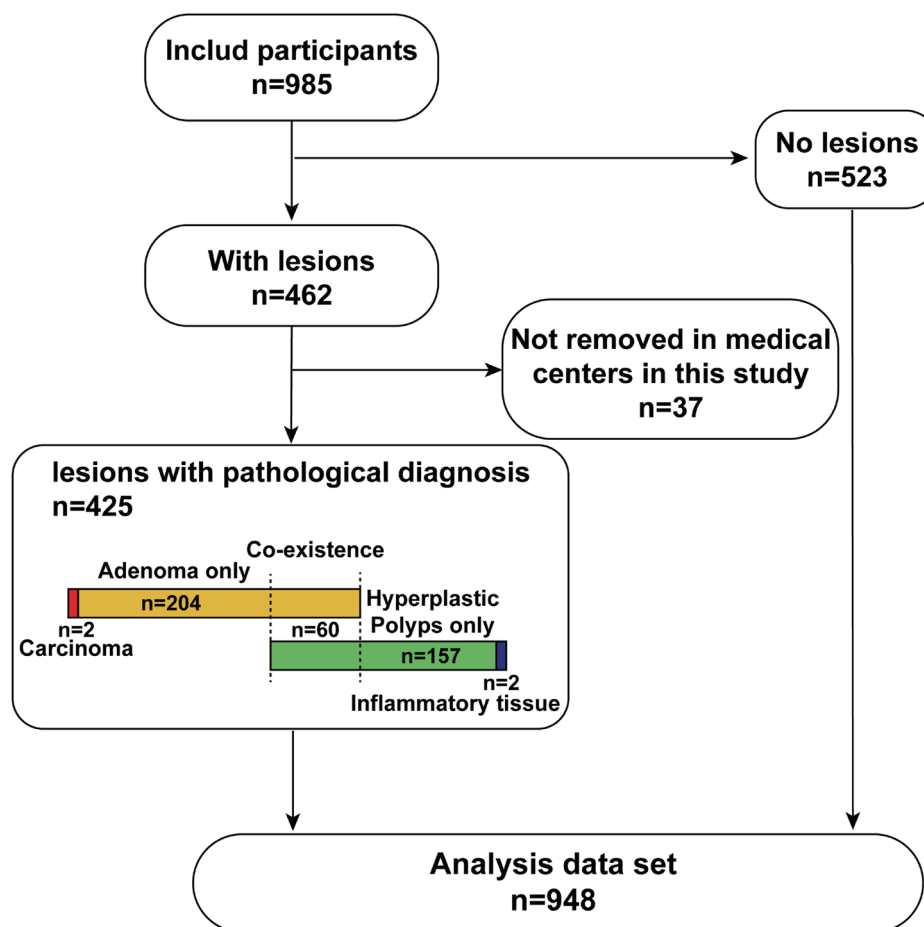 Includ participants
n=985
No lesions
n=523
With lesions
n=462
Not removed in medical
centers in this study
n=37
lesions with pathological diagnosis
n=425
Co-existence
Adenoma only
n=204
Hyperplastic
Polyps only
n=2
Carcinoma
n=60
n=157
n=2
Inflammatory tissue
Analysis data set
n=948